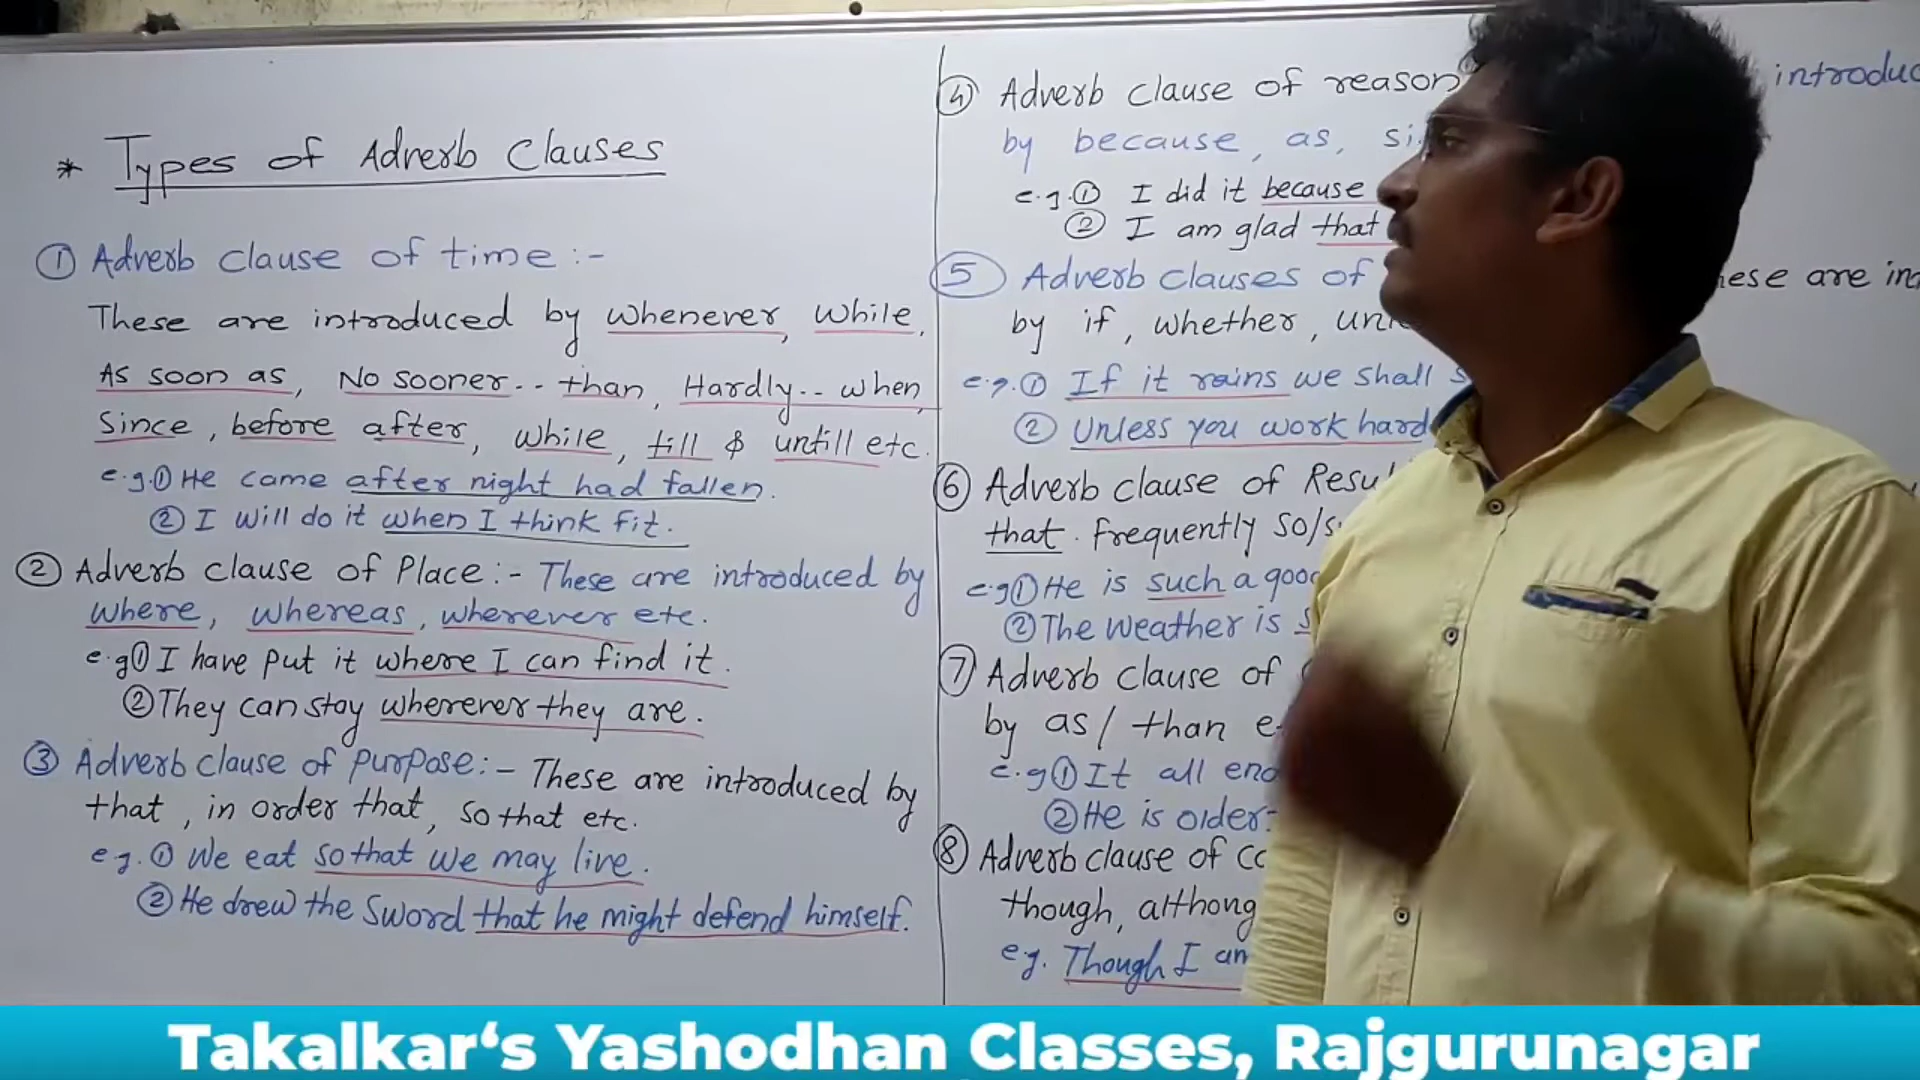 * Types of Adverb Clauses
① Adverb clause of time :-
These are introduced by whenever, while,
As soon as, No sooner.. than, Hardly.. when,
Since, before after, while, till & untill etc.
e.g.① He came after night had fallen.
② I will do it when I think fit.
② Adverb clause of Place :- These are introduced by
where, whereas, wherever etc.
e.g① I have put it where I can find it.
② They can stay wherever they are.
③ Adverb clause of purpose :- These are introduced by
that, in order that, so that etc.
e.g. ① We eat so that we may live.
② He drew the Sword that he might defend himself.
④ Adverb clause of reason introduc
by because, as,
e.g.① I did it because
② I am glad that
⑤ Adverb clauses of these are in
by if, whether,
e.g.① If it rains we shall
② Unless you work hard
⑥ Adverb clause of
that. Frequently
e.g① He is such a
② The weather is
⑦ Adverb clause of
by as/ than
e.g① It all
② He is older
⑧ Adverb clause of
though,
e.g. Though I
Takalkar‘s Yashodhan Classes, Rajgurunagar